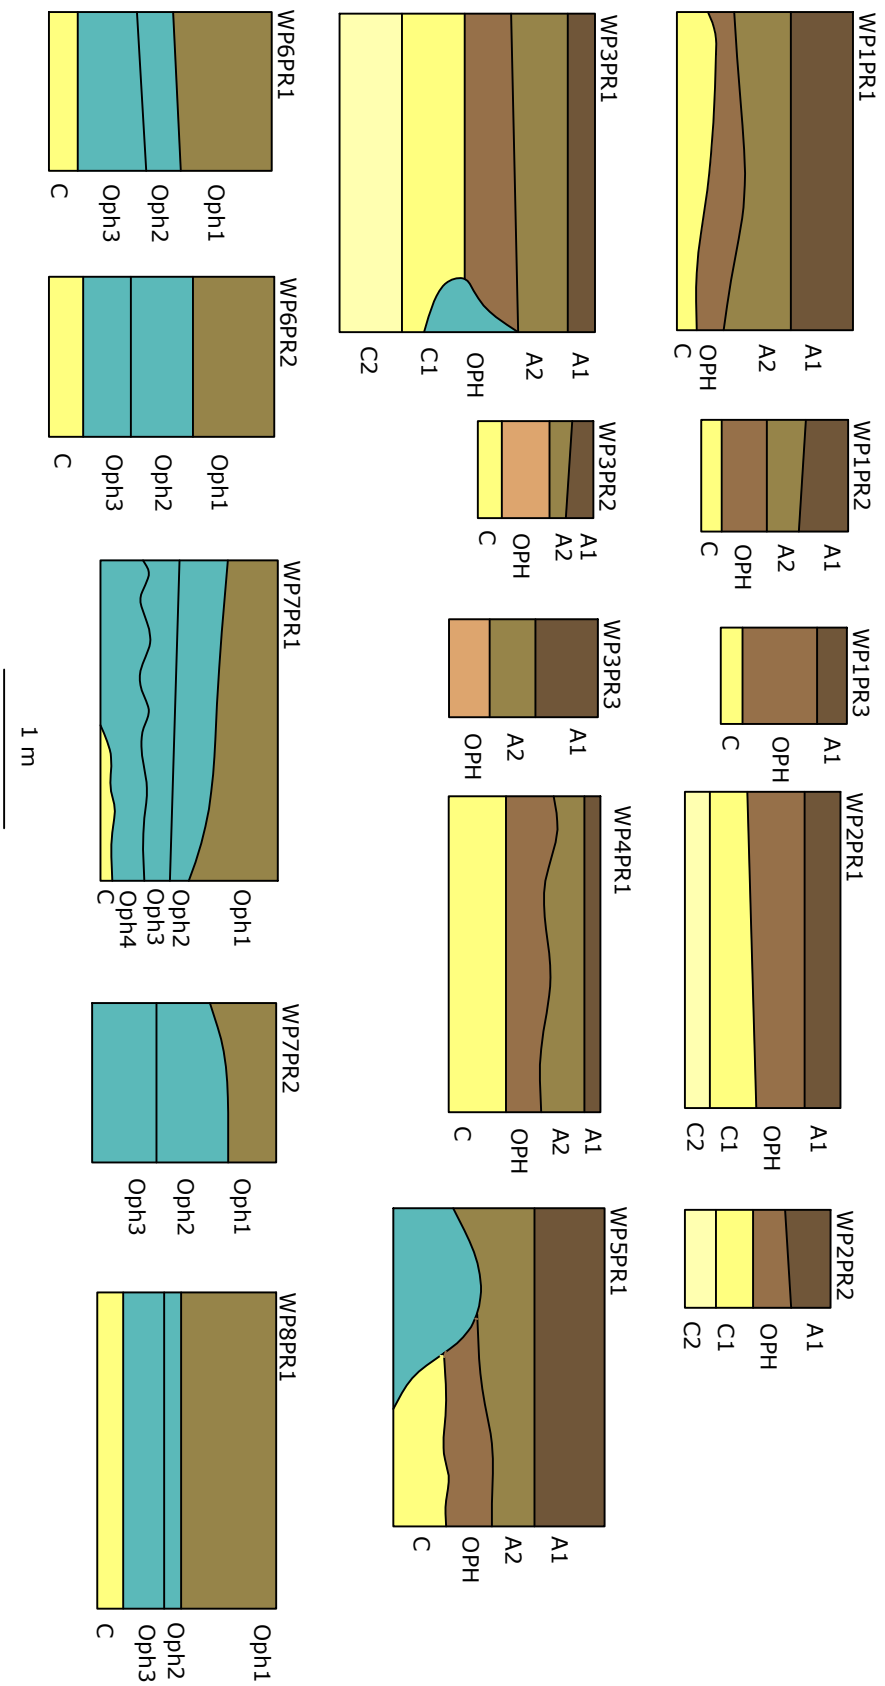 WP1PR1
A1
A2
OPH
C
WP1PR2
A1
A2
OPH
C
WP1PR3
A1
OPH
C
WP2PR1
A1
OPH
C1
C2
WP2PR2
A1
OPH
C1
C2
WP3PR1
A1
A2
OPH
C1
C2
WP3PR2
A1
A2
OPH
C
WP3PR3
A1
A2
OPH
WP4PR1
A1
A2
OPH
C
WP5PR1
A1
A2
OPH
C
WP6PR1
Oph1
Oph2
Oph3
C
WP6PR2
Oph1
Oph2
Oph3
C
WP7PR1
Oph1
Oph2
Oph3
Oph4
C
WP7PR2
Oph1
Oph2
Oph3
WP8PR1
Oph1
Oph2
Oph3
C
1 m